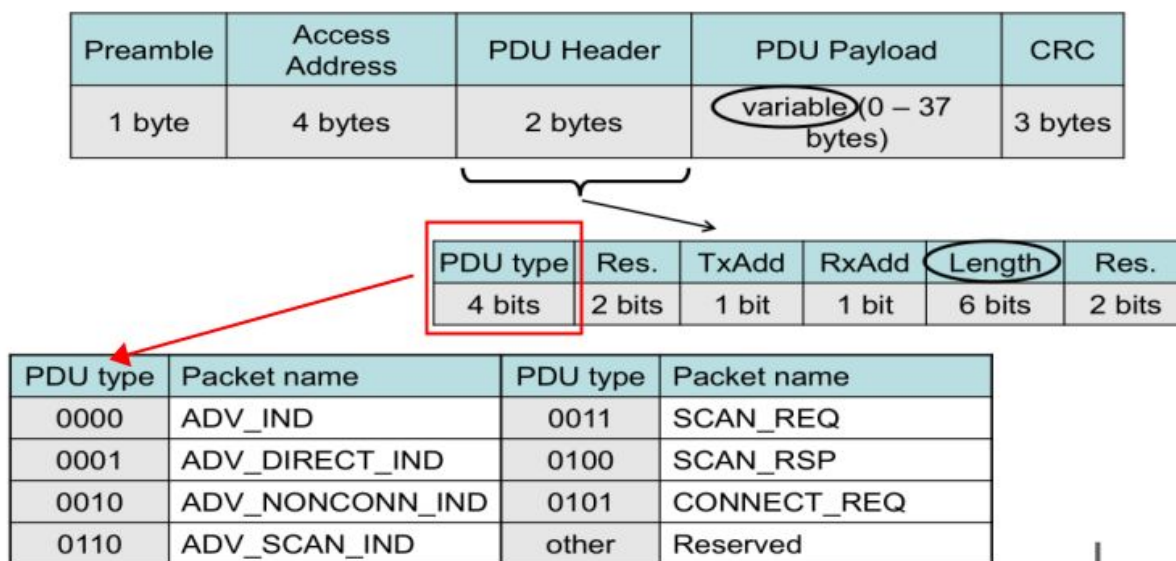 Preamble Access Address PDU Header PDU Payload CRC
1 byte 4 bytes 2 bytes variable (0 – 37 bytes) 3 bytes
PDU type Res. TxAdd RxAdd Length Res.
4 bits 2 bits 1 bit 1 bit 6 bits 2 bits
PDU type Packet name PDU type Packet name
0000 ADV_IND 0011 SCAN_REQ
0001 ADV_DIRECT_IND 0100 SCAN_RSP
0010 ADV_NONCONN_IND 0101 CONNECT_REQ
0110 ADV_SCAN_IND other Reserved